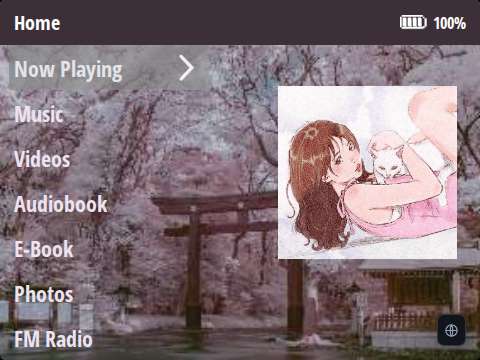 Home
100%
Now Playing
Music
Videos
Audiobook
E-Book
Photos
FM Radio